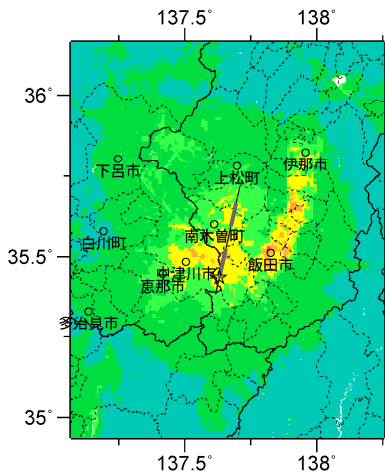 137.5° 138°
36°
伊那市
下呂市
上松町
白川町
南木曽町
35.5°
飯田市
中津川市
恵那市
多治見市
35°
137.5° 138°